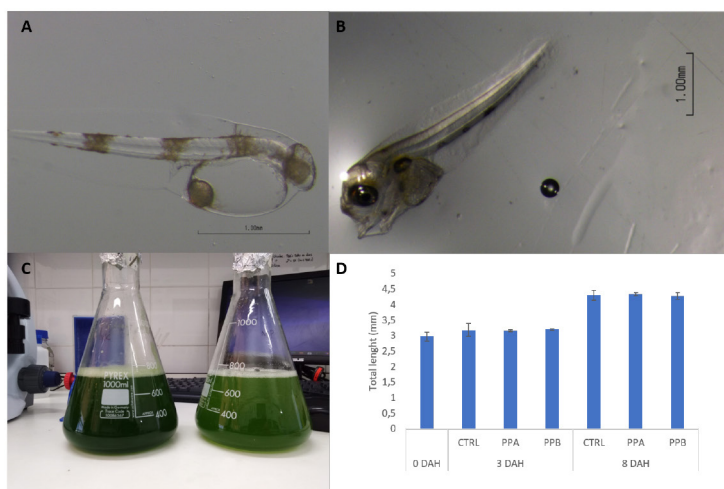 A
1.00mm
B
1.00mm
C
PYREX
1000ml
800
600
400
1000
800
600
400
D
5
4,5
4
3,5
3
2,5
2
1,5
1
0,5
0
Total lenght (mm)
CTRL PPA PPB CTRL PPA PPB
0 DAH 3 DAH 8 DAH